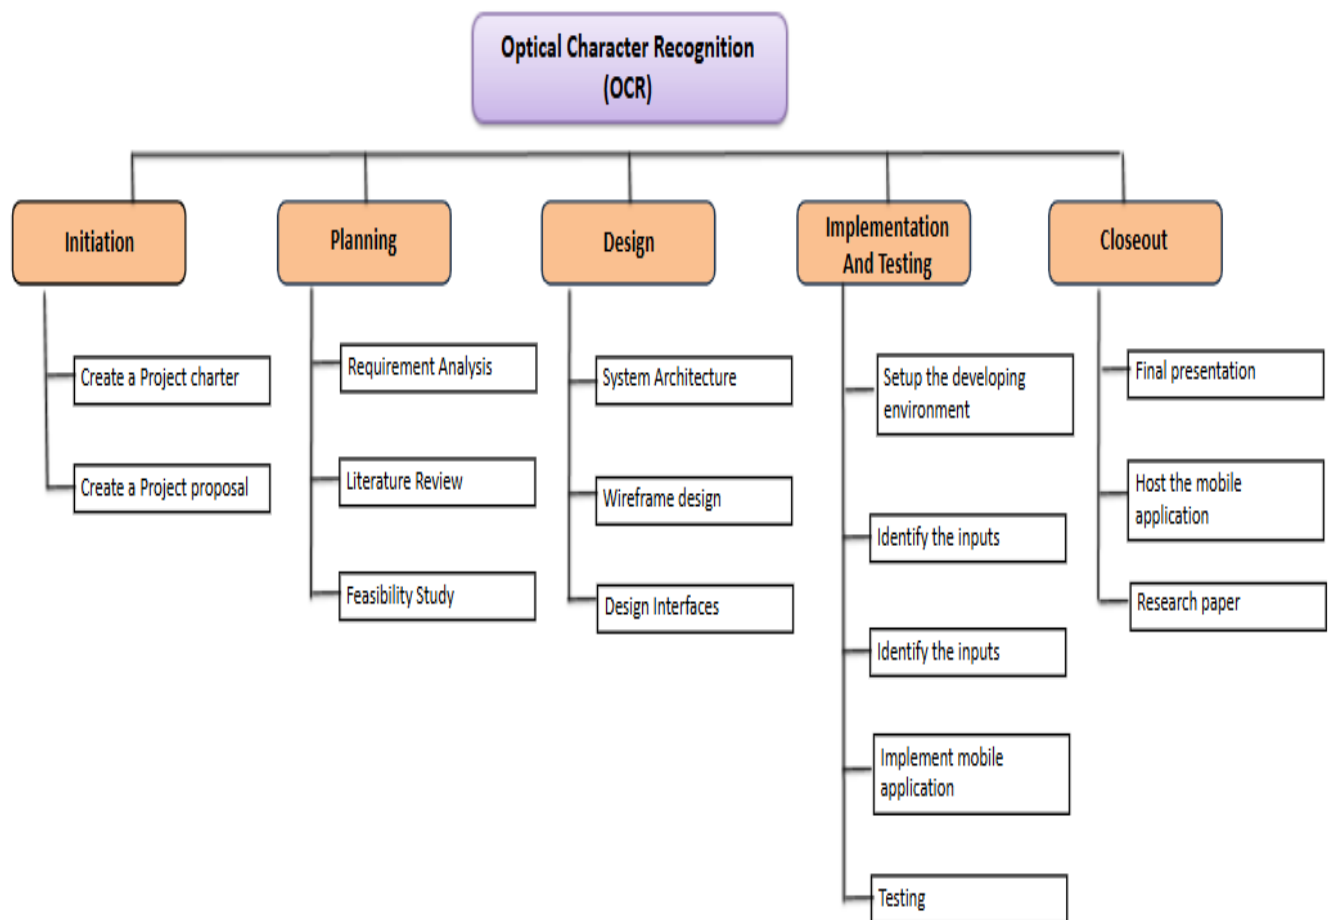 Optical Character Recognition
(OCR)
Initiation
Create a Project charter
Create a Project proposal
Planning
Requirement Analysis
Literature Review
Feasibility Study
Design
System Architecture
Wireframe design
Design Interfaces
Implementation
And Testing
Setup the developing
environment
Identify the inputs
Identify the inputs
Implement mobile
application
Testing
Closeout
Final presentation
Host the mobile
application
Research paper